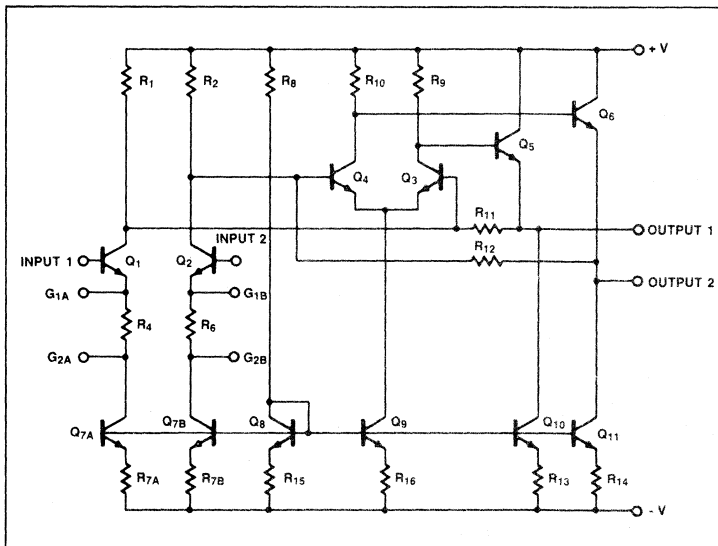 + V
R1 R2 R8 R10 R9
Q6
Q5
Q4 Q3
R11 OUTPUT 1
INPUT 2
R12
INPUT 1 Q1 Q2
OUTPUT 2
G1A G1B
R4 R6
G2A G2B
Q7A Q7B Q8 Q9 Q10 Q11
R7A R7B R15 R16 R13 R14
- V